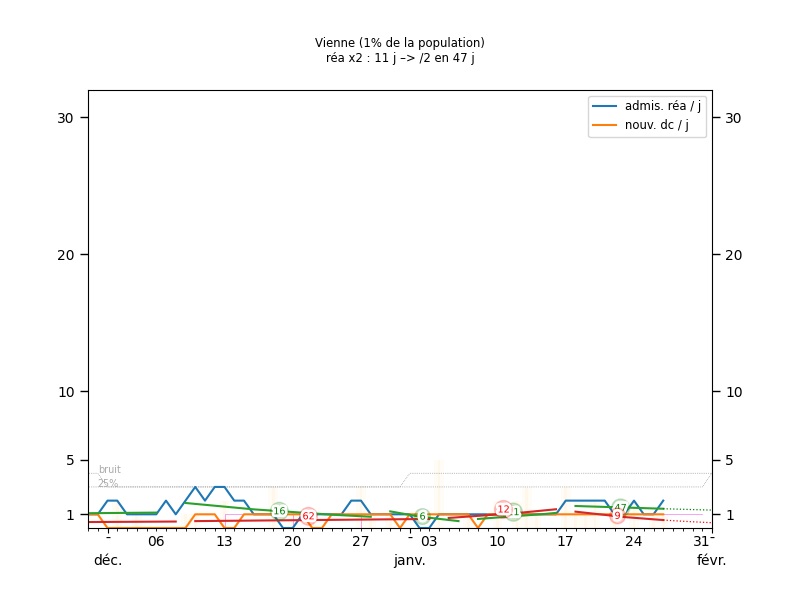 Vienne (1% de la population)
réa x2 : 11 j –> /2 en 47 j
admis. réa / j
nouv. dc / j
30 30
20 20
10 10
5 5
1 1
bruit
25%
16 62 6 12 1 47 9
- 06 13 20 27 - 03 10 17 24 31 -
déc. janv. févr.